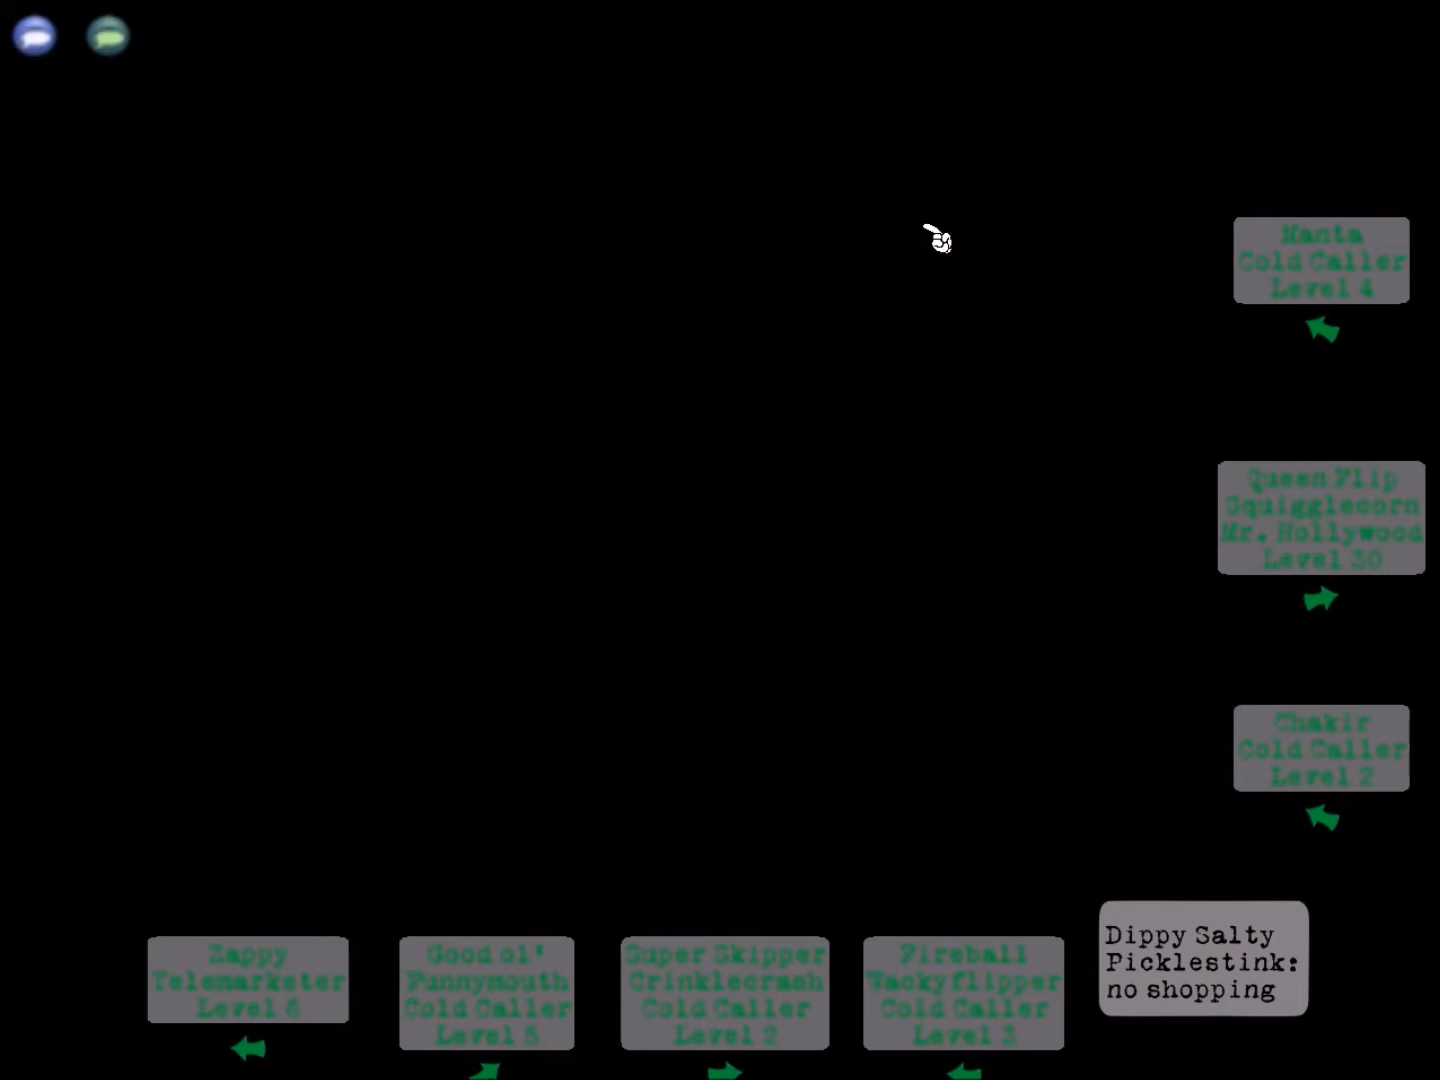 Manta
Cold Caller
Level 4
Queen Flip
Squigglecorn
Mr. Hollywood
Level 30
Chakir
Cold Caller
Level 2
Zappy
Telemarketer
Level 6
Good ol'
Funnymouth
Cold Caller
Level 5
Super Skipper
Crinklecrash
Cold Caller
Level 2
Fireball
Wackyflipper
Cold Caller
Level 3
Dippy Salty
Picklestink:
no shopping